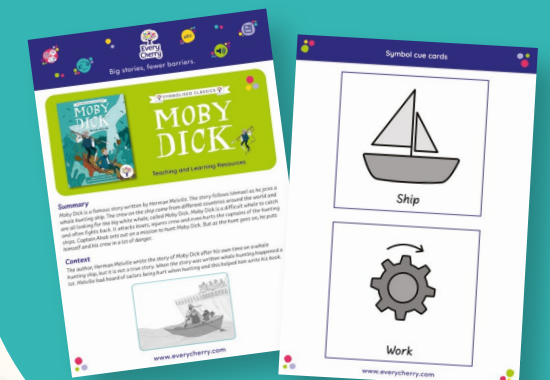 Every
Cherry
abc
Big stories, fewer barriers.
SYMBOLISED CLASSICS
MOBY
DICK
MOBY
DICK
Teaching and Learning Resources
Summary
Moby Dick is a famous story written by Herman Melville. The story follows Ishmael as he joins a
whale hunting ship. The crew on the ship come from different countries around the world and
are all looking for the big white whale, called Moby Dick. Moby Dick is a difficult whale to catch
and often fights back. It attacks boats, injures crew and even hurts the captains of the hunting
ships. Captain Ahab sets out on a mission to hunt Moby Dick. But as the hunt goes on, he puts
himself and his crew in a lot of danger.
Context
The author, Herman Melville wrote the story of Moby Dick after his own time on a whale
hunting ship, but it is not a true story. When the story was written whale hunting happened a
lot. Melville had heard of sailors being hurt when hunting and this helped him write his book.
www.everycherry.com
Symbol cue cards
Ship
Work
www.everycherry.com